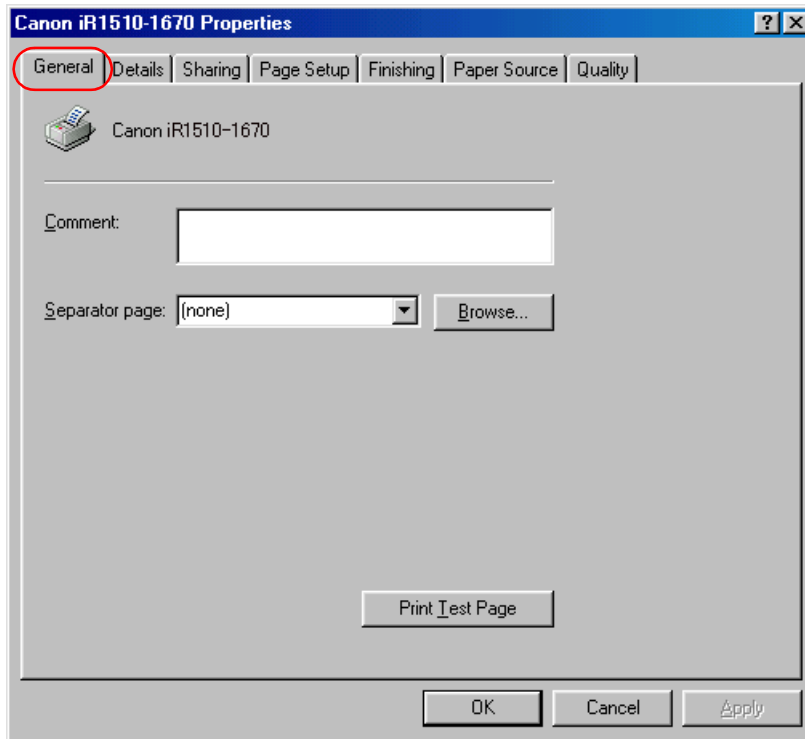 Canon iR1510-1670 Properties
General Details Sharing Page Setup Finishing Paper Source Quality
Canon iR1510-1670
Comment:
Separator page: (none) Browse...
Print Test Page
OK Cancel Apply